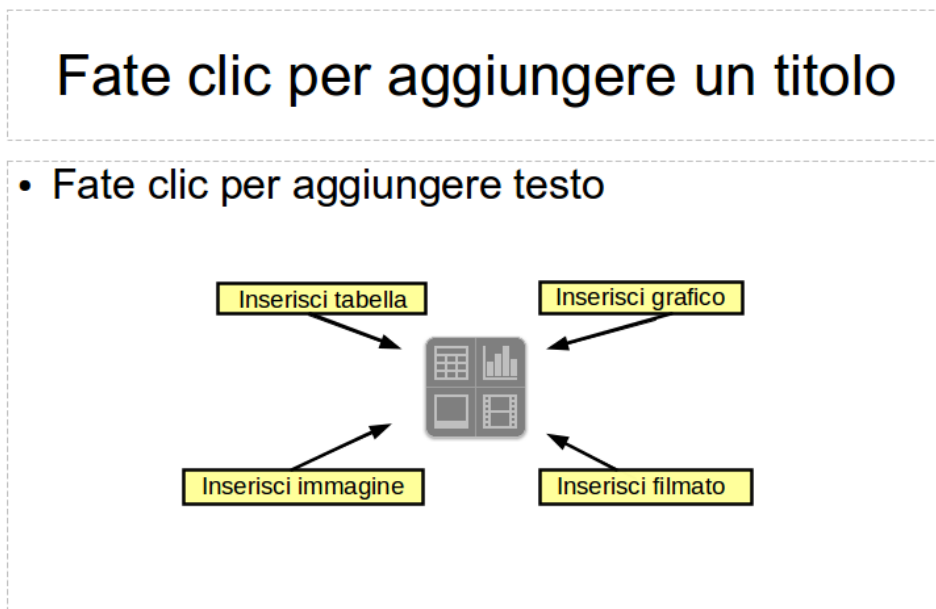 Fate clic per aggiungere un titolo
• Fate clic per aggiungere testo
Inserisci tabella
Inserisci grafico
Inserisci immagine
Inserisci filmato